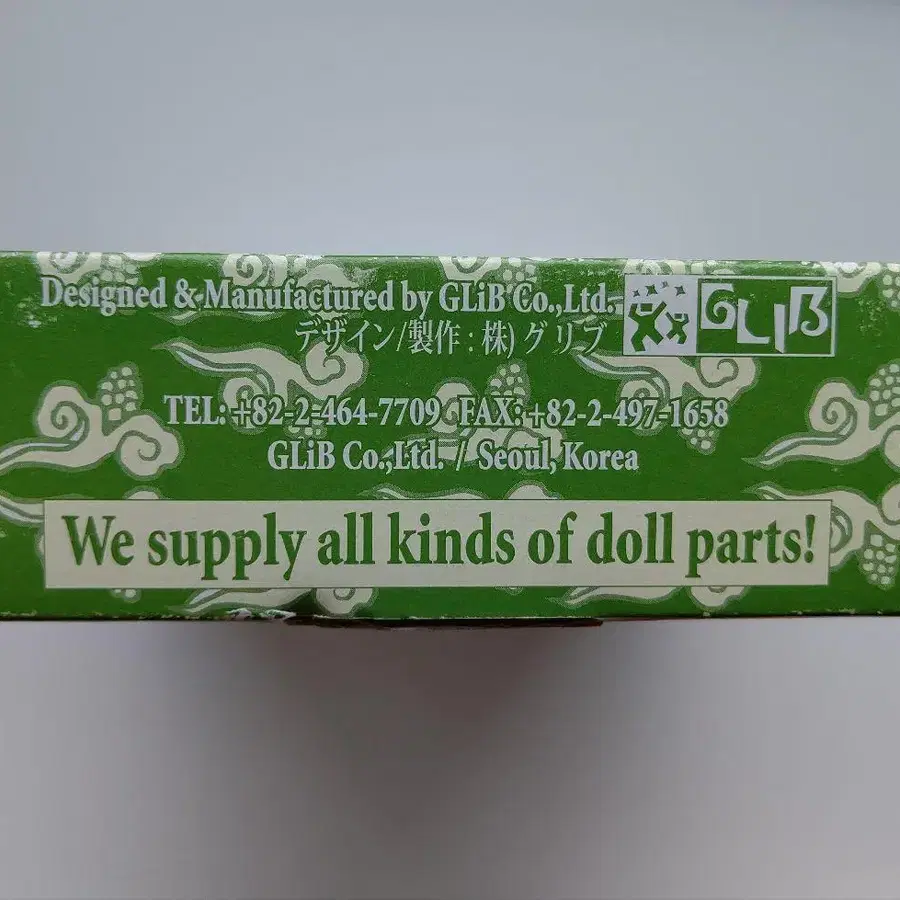 Designed & Manufactured by GLiB Co.,Ltd.
デザイン/製作 : 株) グリブ
GLiB
TEL: +82-2-464-7709 FAX: +82-2-497-1658
GLiB Co.,Ltd. / Seoul, Korea
We supply all kinds of doll parts!